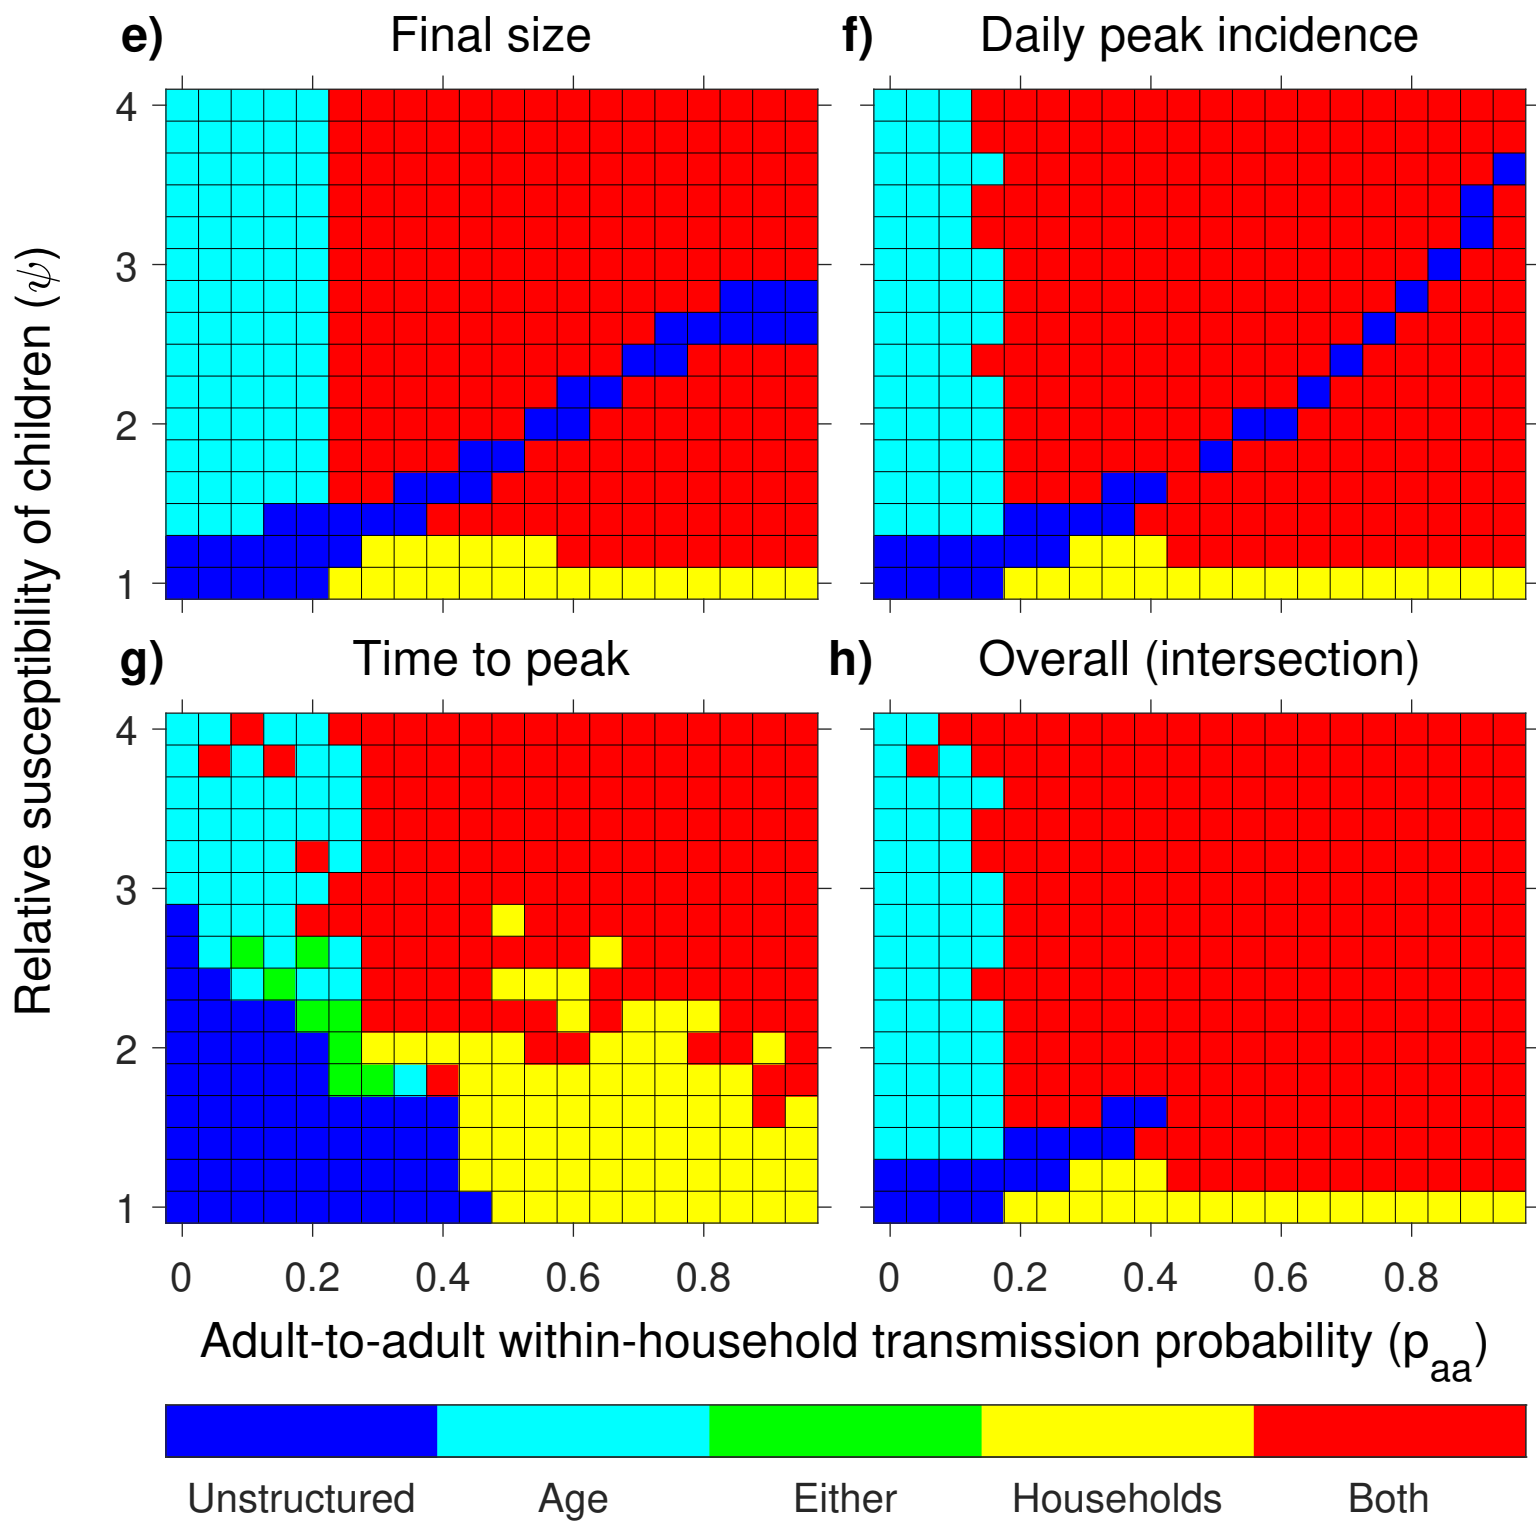 e) Final size
f) Daily peak incidence
4
3
2
1
Relative susceptibility of children (ψ)
g) Time to peak
h) Overall (intersection)
4
3
2
1
0 0.2 0.4 0.6 0.8
0 0.2 0.4 0.6 0.8
Adult-to-adult within-household transmission probability (p_aa)
Unstructured Age Either Households Both